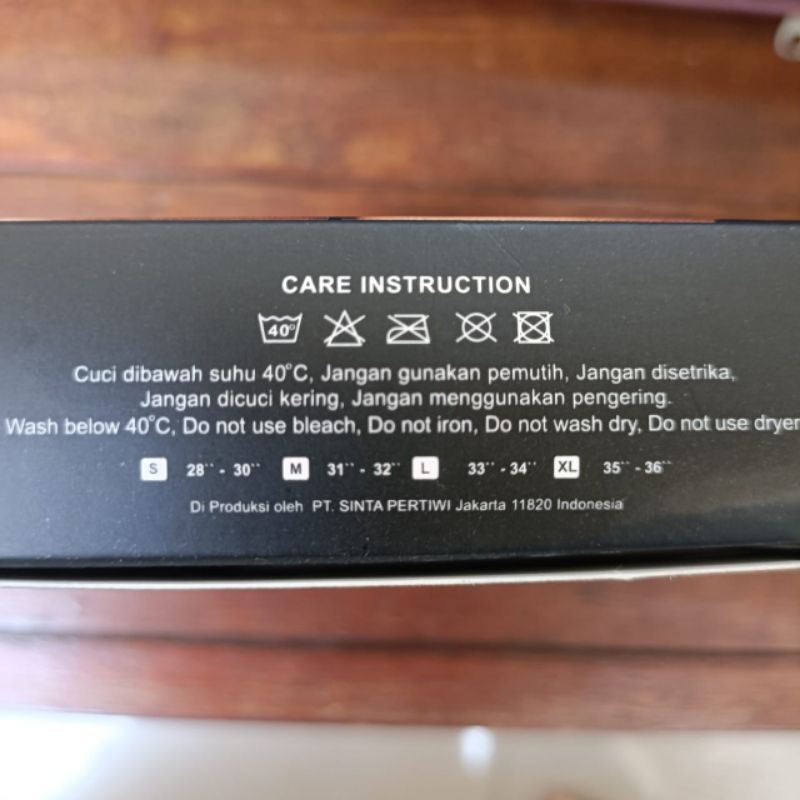 CARE INSTRUCTION
40°
Cuci dibawah suhu 40°C, Jangan gunakan pemutih, Jangan disetrika,
Jangan dicuci kering, Jangan menggunakan pengering.
Wash below 40°C, Do not use bleach, Do not iron, Do not wash dry, Do not use dryer
S 28'' - 30'' M 31'' - 32'' L 33'' - 34'' XL 35'' - 36''
Di Produksi oleh PT. SINTA PERTIWI Jakarta 11820 Indonesia